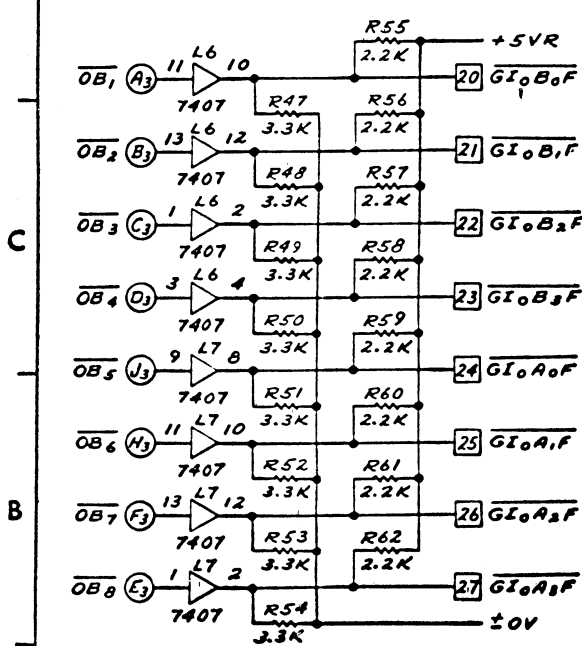 R55
+5VR
2.2K
OB1 A3 11 L6 10 7407 20 GI0B0F
R47 3.3K
R56 2.2K
OB2 B3 13 L6 12 7407 21 GI0B1F
R48 3.3K
R57 2.2K
OB3 C3 1 L6 2 7407 22 GI0B2F
C
R49 3.3K
R58 2.2K
OB4 D3 3 L6 4 7407 23 GI0B3F
R50 3.3K
R59 2.2K
OB5 J3 9 L7 8 7407 24 GI0A0F
R51 3.3K
R60 2.2K
OB6 H3 11 L7 10 7407 25 GI0A1F
R52 3.3K
R61 2.2K
B
OB7 F3 13 L7 12 7407 26 GI0A2F
R53 3.3K
R62 2.2K
OB8 E3 1 L7 2 7407 27 GI0A3F
R54 3.3K
±0V